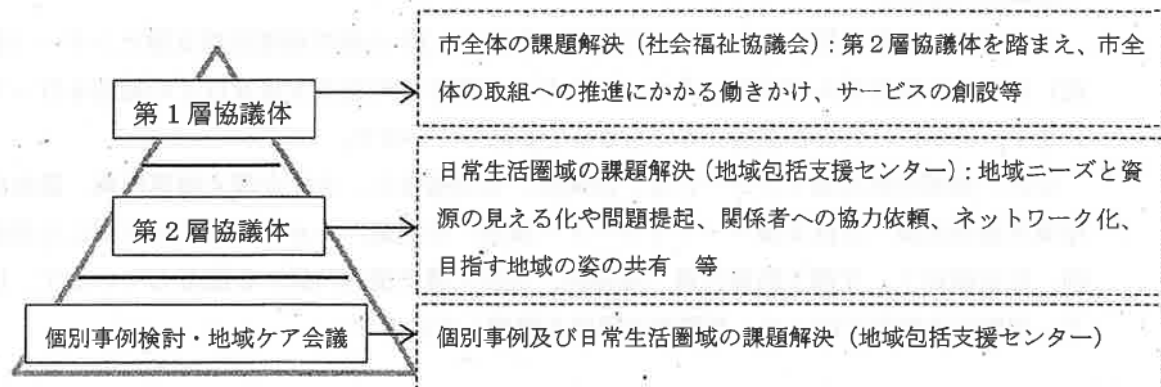 市全体の課題解決（社会福祉協議会）：第２層協議体を踏まえ、市全
体の取組への推進にかかる働きかけ、サービスの創設等
第１層協議体
日常生活圏域の課題解決（地域包括支援センター）：地域ニーズと資
源の見える化や問題提起、関係者への協力依頼、ネットワーク化、
目指す地域の姿の共有　等
第２層協議体
個別事例検討・地域ケア会議
個別事例及び日常生活圏域の課題解決（地域包括支援センター）